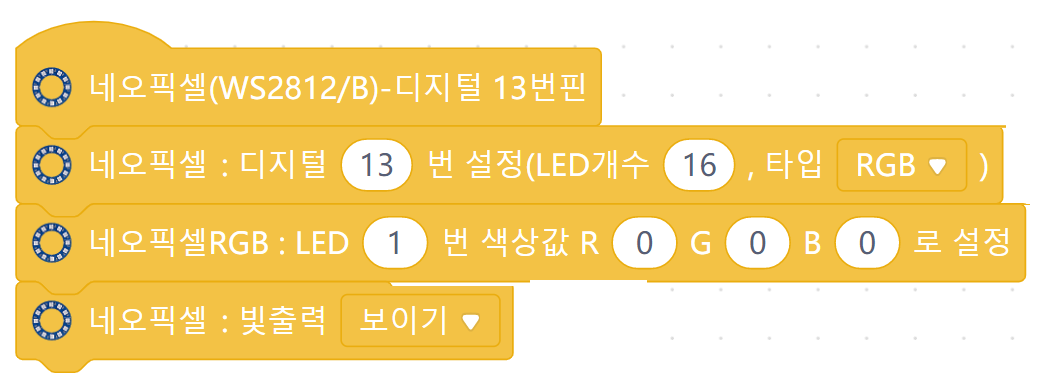 네오픽셀(WS2812/B)-디지털 13번핀
네오픽셀 : 디지털 13 번 설정(LED개수 16 , 타입 RGB )
네오픽셀RGB : LED 1 번 색상값 R 0 G 0 B 0 로 설정
네오픽셀 : 빛출력 보이기